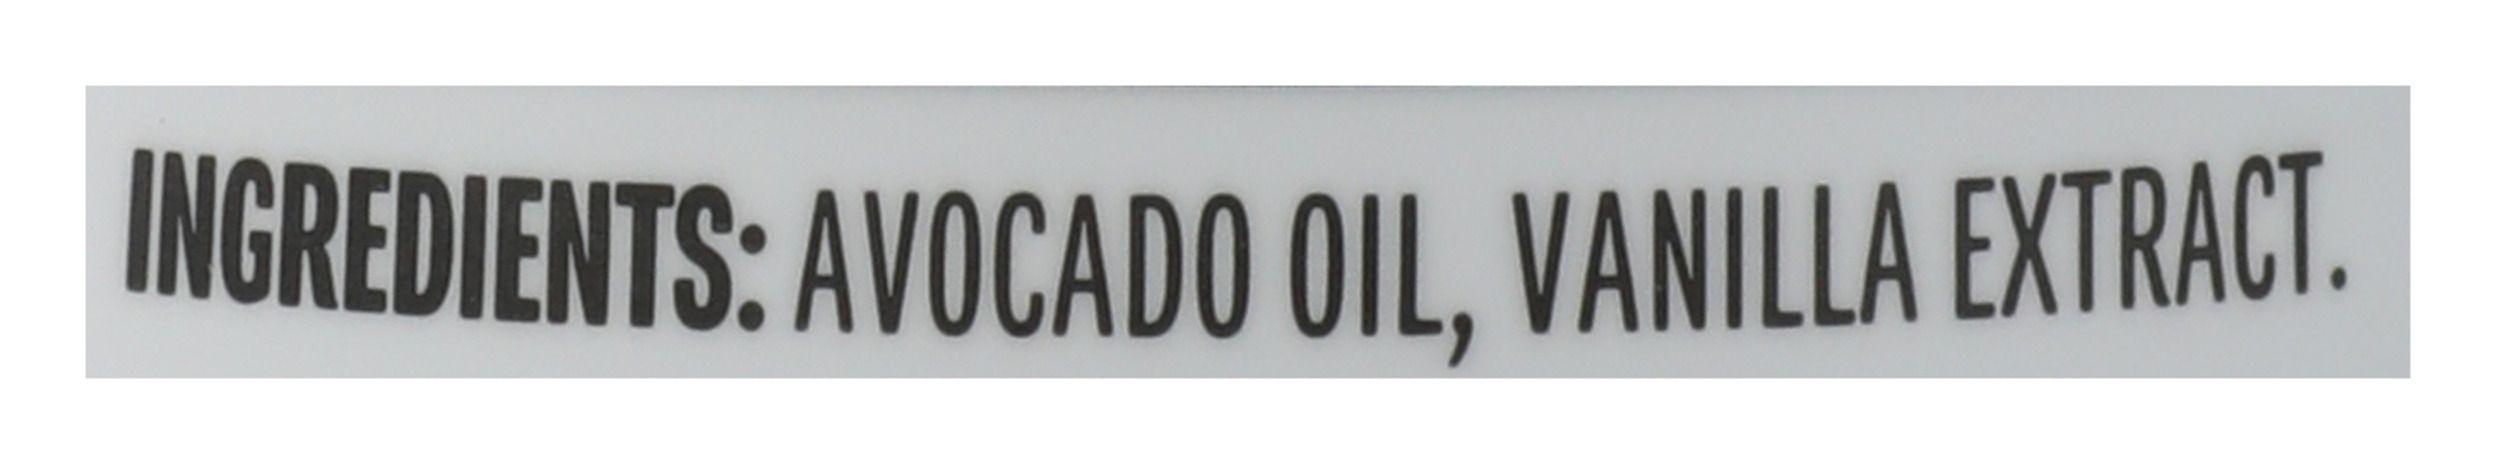 INGREDIENTS: AVOCADO OIL, VANILLA EXTRACT.